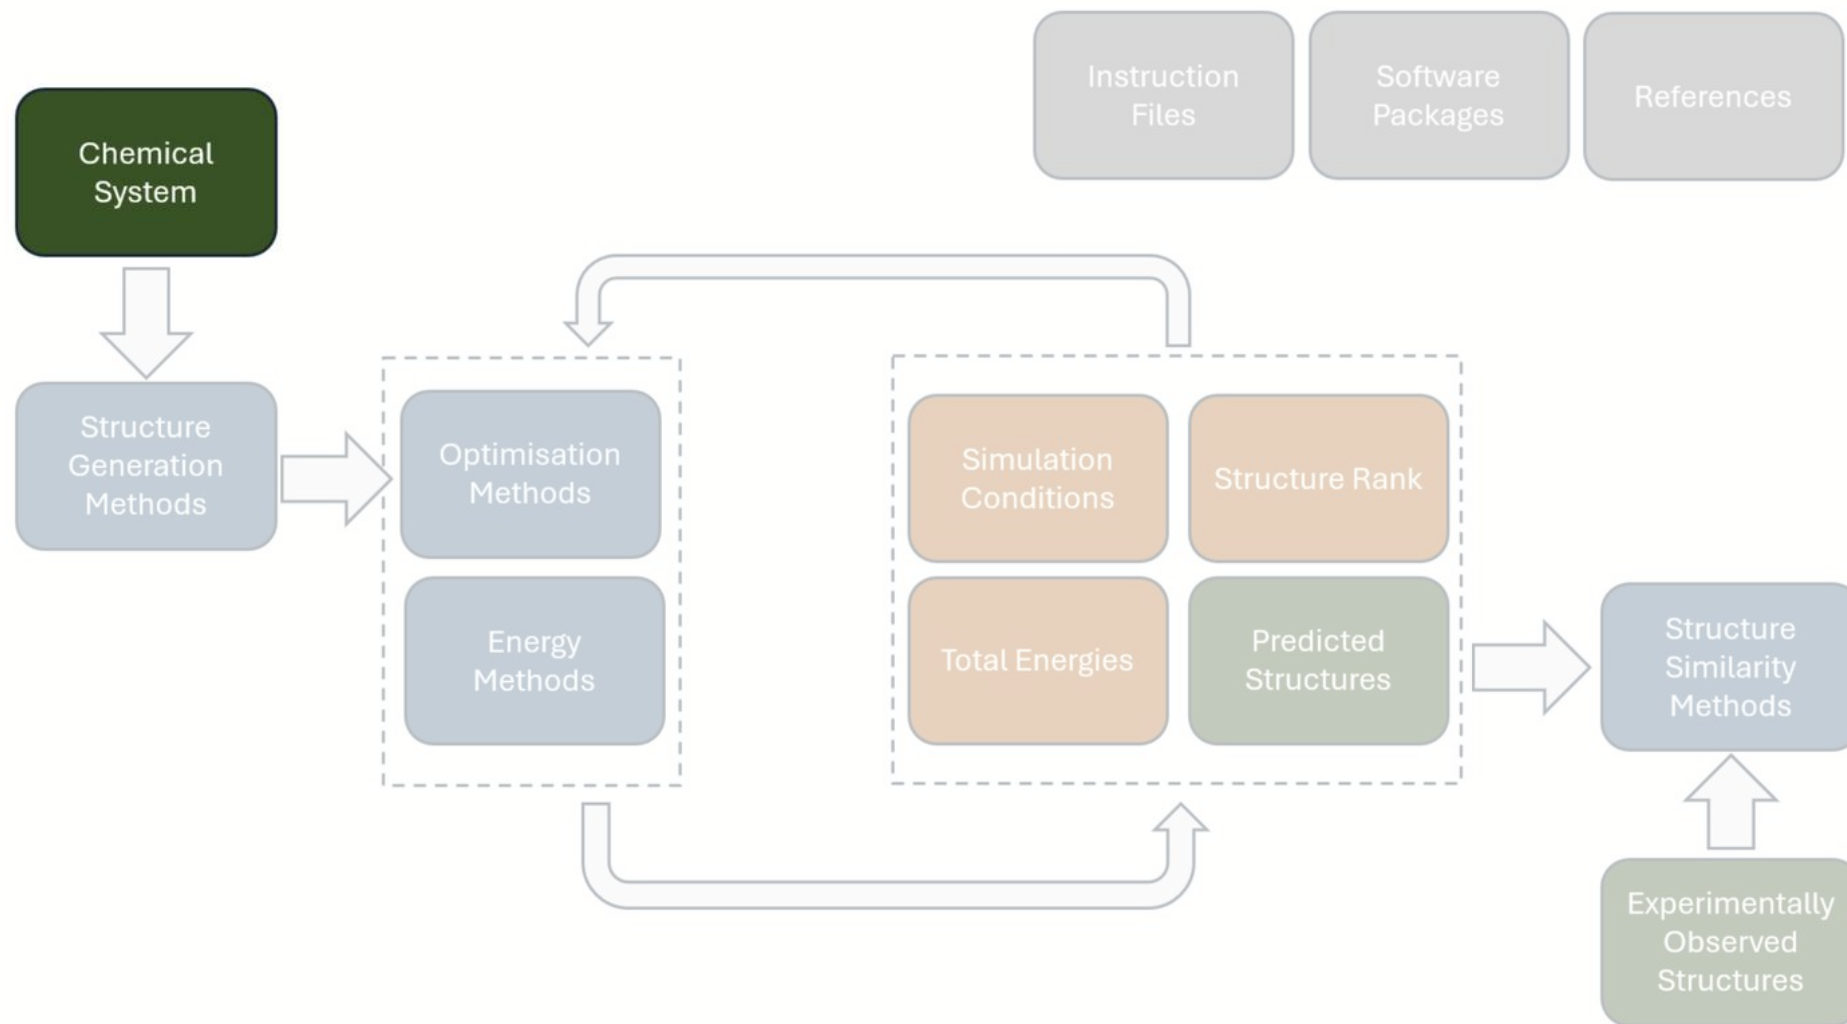 Instruction
Files
Software
Packages
References
Chemical
System
Structure
Generation
Methods
Optimisation
Methods
Energy
Methods
Simulation
Conditions
Structure Rank
Total Energies
Predicted
Structures
Structure
Similarity
Methods
Experimentally
Observed
Structures